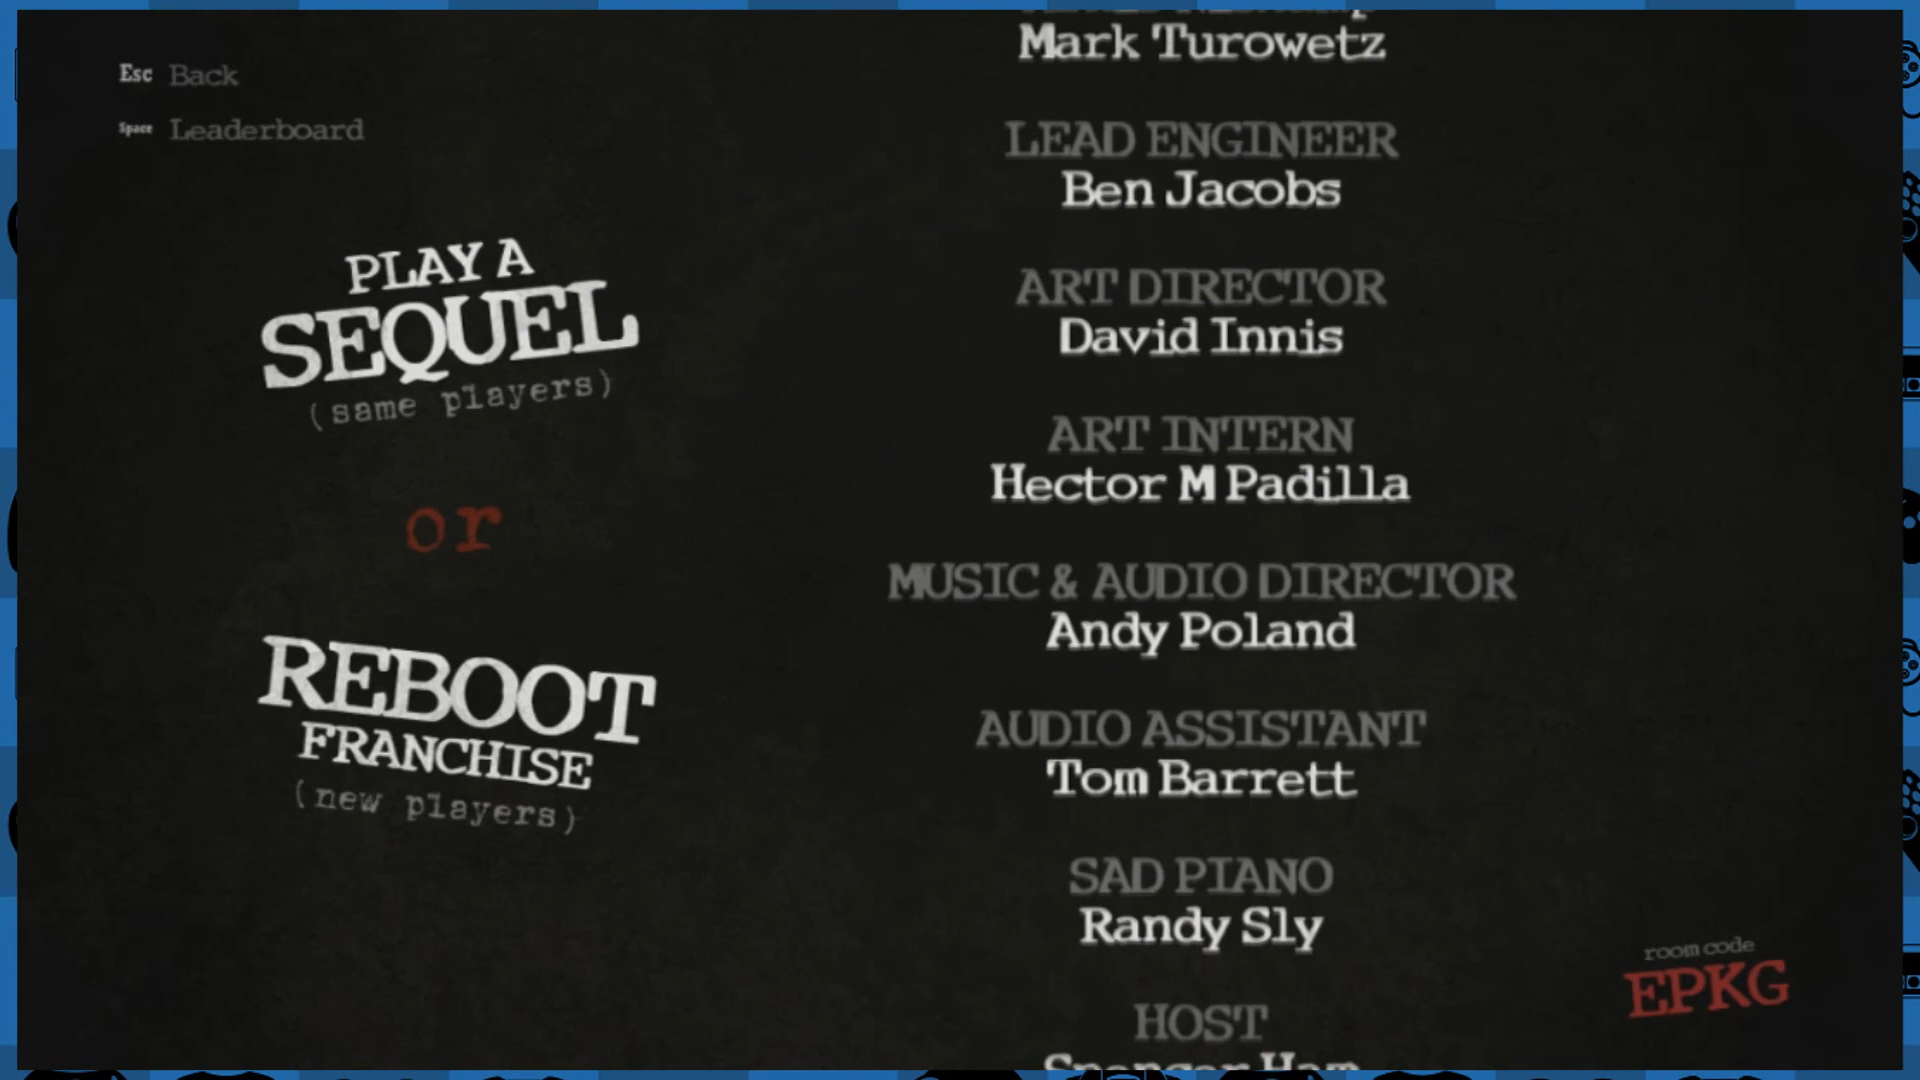 Esc Back
Space Leaderboard
PLAY A
SEQUEL
(same players)
or
REBOOT
FRANCHISE
(new players)
Mark Turowetz
LEAD ENGINEER
Ben Jacobs
ART DIRECTOR
David Innis
ART INTERN
Hector M Padilla
MUSIC & AUDIO DIRECTOR
Andy Poland
AUDIO ASSISTANT
Tom Barrett
SAD PIANO
Randy Sly
HOST
Spencer Ham
room code
EPKG